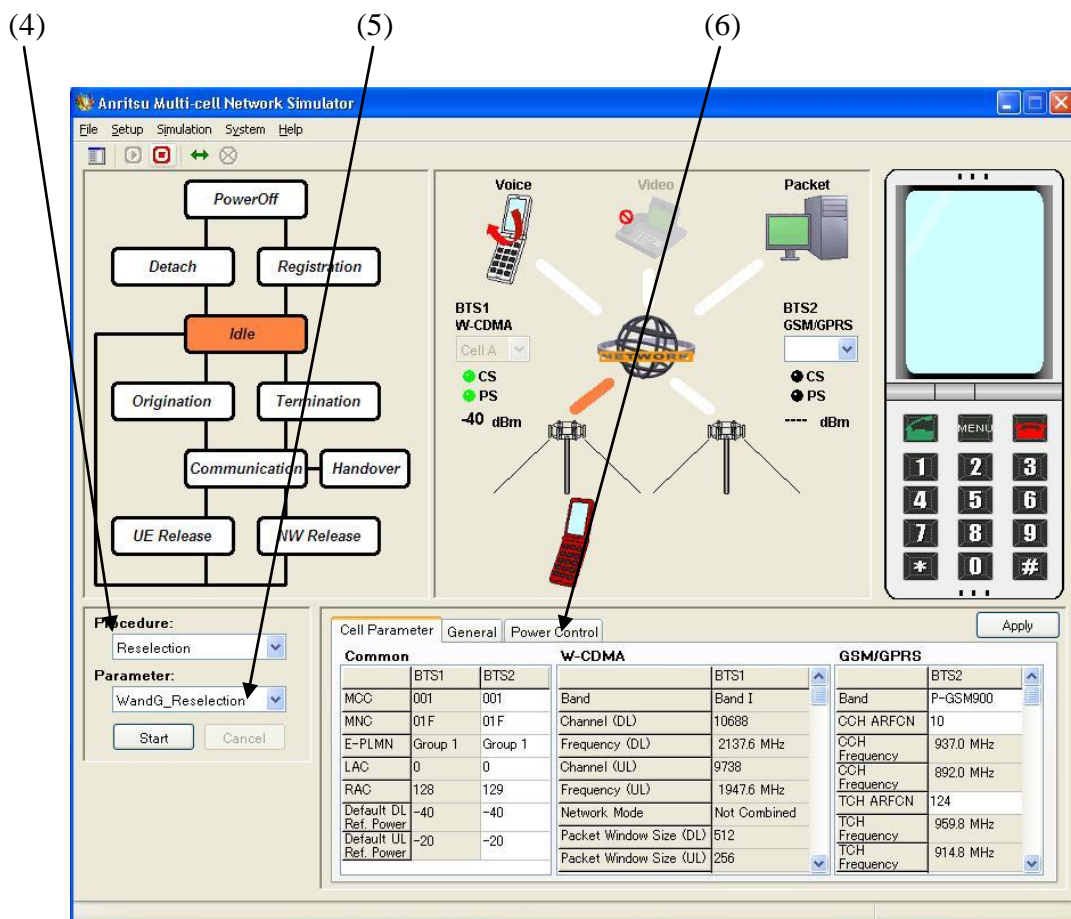 (4) (5) (6)
Anritsu Multi-cell Network Simulator
File Setup Simulation System Help
PowerOff
Detach Registration
Idle
Origination Termination
Communication Handover
UE Release NW Release
Voice Video Packet
BTS1
W-CDMA
Cell A
CS
PS
-40 dBm
NETWORK
BTS2
GSM/GPRS
CS
PS
---- dBm
MENU
1 2 3
4 5 6
7 8 9
* 0 #
Procedure:
Reselection
Parameter:
WandG_Reselection
Start Cancel
Cell Parameter General Power Control
Apply
Common
BTS1 BTS2
MCC 001 001
MNC 01F 01F
E-PLMN Group 1 Group 1
LAC 0 0
RAC 128 129
Default DL Ref. Power -40 -40
Default UL Ref. Power -20 -20
W-CDMA
BTS1
Band Band I
Channel (DL) 10688
Frequency (DL) 2137.6 MHz
Channel (UL) 9738
Frequency (UL) 1947.6 MHz
Network Mode Not Combined
Packet Window Size (DL) 512
Packet Window Size (UL) 256
GSM/GPRS
BTS2
Band P-GSM900
CCH ARFCN 10
CCH Frequency 937.0 MHz
CCH Frequency 892.0 MHz
TCH ARFCN 124
TCH Frequency 959.8 MHz
TCH Frequency 914.8 MHz